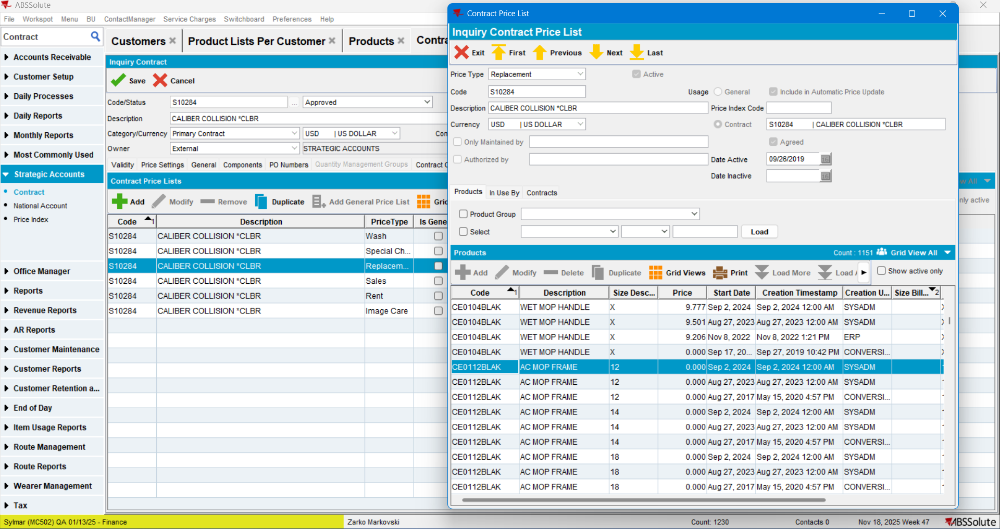 ABSSolute
File Workspot Menu BU ContactManager Service Charges Switchboard Preferences Help
Contract
Accounts Receivable
Customer Setup
Daily Processes
Daily Reports
Monthly Reports
Most Commonly Used
Strategic Accounts
Contract
National Account
Price Index
Office Manager
Reports
Revenue Reports
AR Reports
Customer Maintenance
Customer Reports
Customer Retention a...
End of Day
Item Usage Reports
Route Management
Route Reports
Wearer Management
Tax
Customers Product Lists Per Customer Products Contra
Inquiry Contract
Save Cancel
Code/Status S10284 ... Approved
Description CALIBER COLLISION *CLBR
Category/Currency Primary Contract USD | US DOLLAR Con
Owner External STRATEGIC ACCOUNTS
Validity Price Settings General Components PO Numbers Quantity Management Groups Contract C
Contract Price Lists
Add Modify Remove Duplicate Add General Price List Grid
Code 1 Description PriceType Is Gene
S10284 CALIBER COLLISION *CLBR Wash
S10284 CALIBER COLLISION *CLBR Special Ch...
S10284 CALIBER COLLISION *CLBR Replacem...
S10284 CALIBER COLLISION *CLBR Sales
S10284 CALIBER COLLISION *CLBR Rent
S10284 CALIBER COLLISION *CLBR Image Care
Contract Price List
Inquiry Contract Price List
Exit First Previous Next Last
Price Type Replacement Active
Code S10284 Usage General Include in Automatic Price Update
Description CALIBER COLLISION *CLBR Price Index Code
Currency USD | US DOLLAR Contract S10284 | CALIBER COLLISION *CLBR
Only Maintained by Agreed
Authorized by Date Active 09/26/2019 16
Date Inactive 16
Products In Use By Contracts
Product Group
Select Load
Products Count : 1151 Grid View All
Add Modify Delete Duplicate Grid Views Print Load More Load Show active only
Code 1 Description Size Desc... Price Start Date Creation Timestamp Creation U... Size Bill... 2
CE0104BLAK WET MOP HANDLE X 9.777 Sep 2, 2024 Sep 2, 2024 12:00 AM SYSADM
CE0104BLAK WET MOP HANDLE X 9.501 Aug 27, 2023 Aug 27, 2023 12:00 AM SYSADM
CE0104BLAK WET MOP HANDLE X 9.206 Nov 8, 2022 Nov 8, 2022 1:21 PM ERP
CE0104BLAK WET MOP HANDLE X 0.000 Sep 17, 20... Sep 27, 2019 10:42 PM CONVERSI...
CE0112BLAK AC MOP FRAME 12 0.000 Sep 2, 2024 Sep 2, 2024 12:00 AM SYSADM
CE0112BLAK AC MOP FRAME 12 0.000 Aug 27, 2023 Aug 27, 2023 12:00 AM SYSADM
CE0112BLAK AC MOP FRAME 12 0.000 Aug 27, 2017 May 15, 2020 4:57 PM CONVERSI...
CE0112BLAK AC MOP FRAME 14 0.000 Sep 2, 2024 Sep 2, 2024 12:00 AM SYSADM
CE0112BLAK AC MOP FRAME 14 0.000 Aug 27, 2023 Aug 27, 2023 12:00 AM SYSADM
CE0112BLAK AC MOP FRAME 14 0.000 Aug 27, 2017 May 15, 2020 4:57 PM CONVERSI...
CE0112BLAK AC MOP FRAME 18 0.000 Sep 2, 2024 Sep 2, 2024 12:00 AM SYSADM
CE0112BLAK AC MOP FRAME 18 0.000 Aug 27, 2023 Aug 27, 2023 12:00 AM SYSADM
CE0112BLAK AC MOP FRAME 18 0.000 Aug 27, 2017 May 15, 2020 4:57 PM CONVERSI...
All
only active
Sylmar (MC502) QA 01/13/25 - Finance Zarko Markovski Count: 1230 Contacts 0 Nov 18, 2025 Week 47 ABSSolute